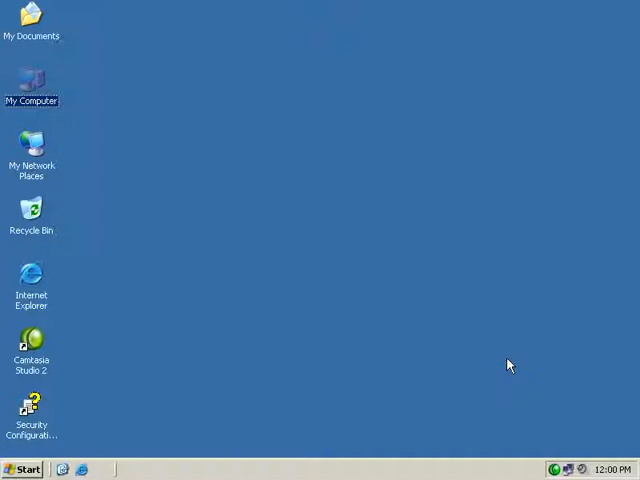 My Documents
My Computer
My Network
Places
Recycle Bin
Internet
Explorer
Camtasia
Studio 2
Security
Configurati...
Start
12:00 PM